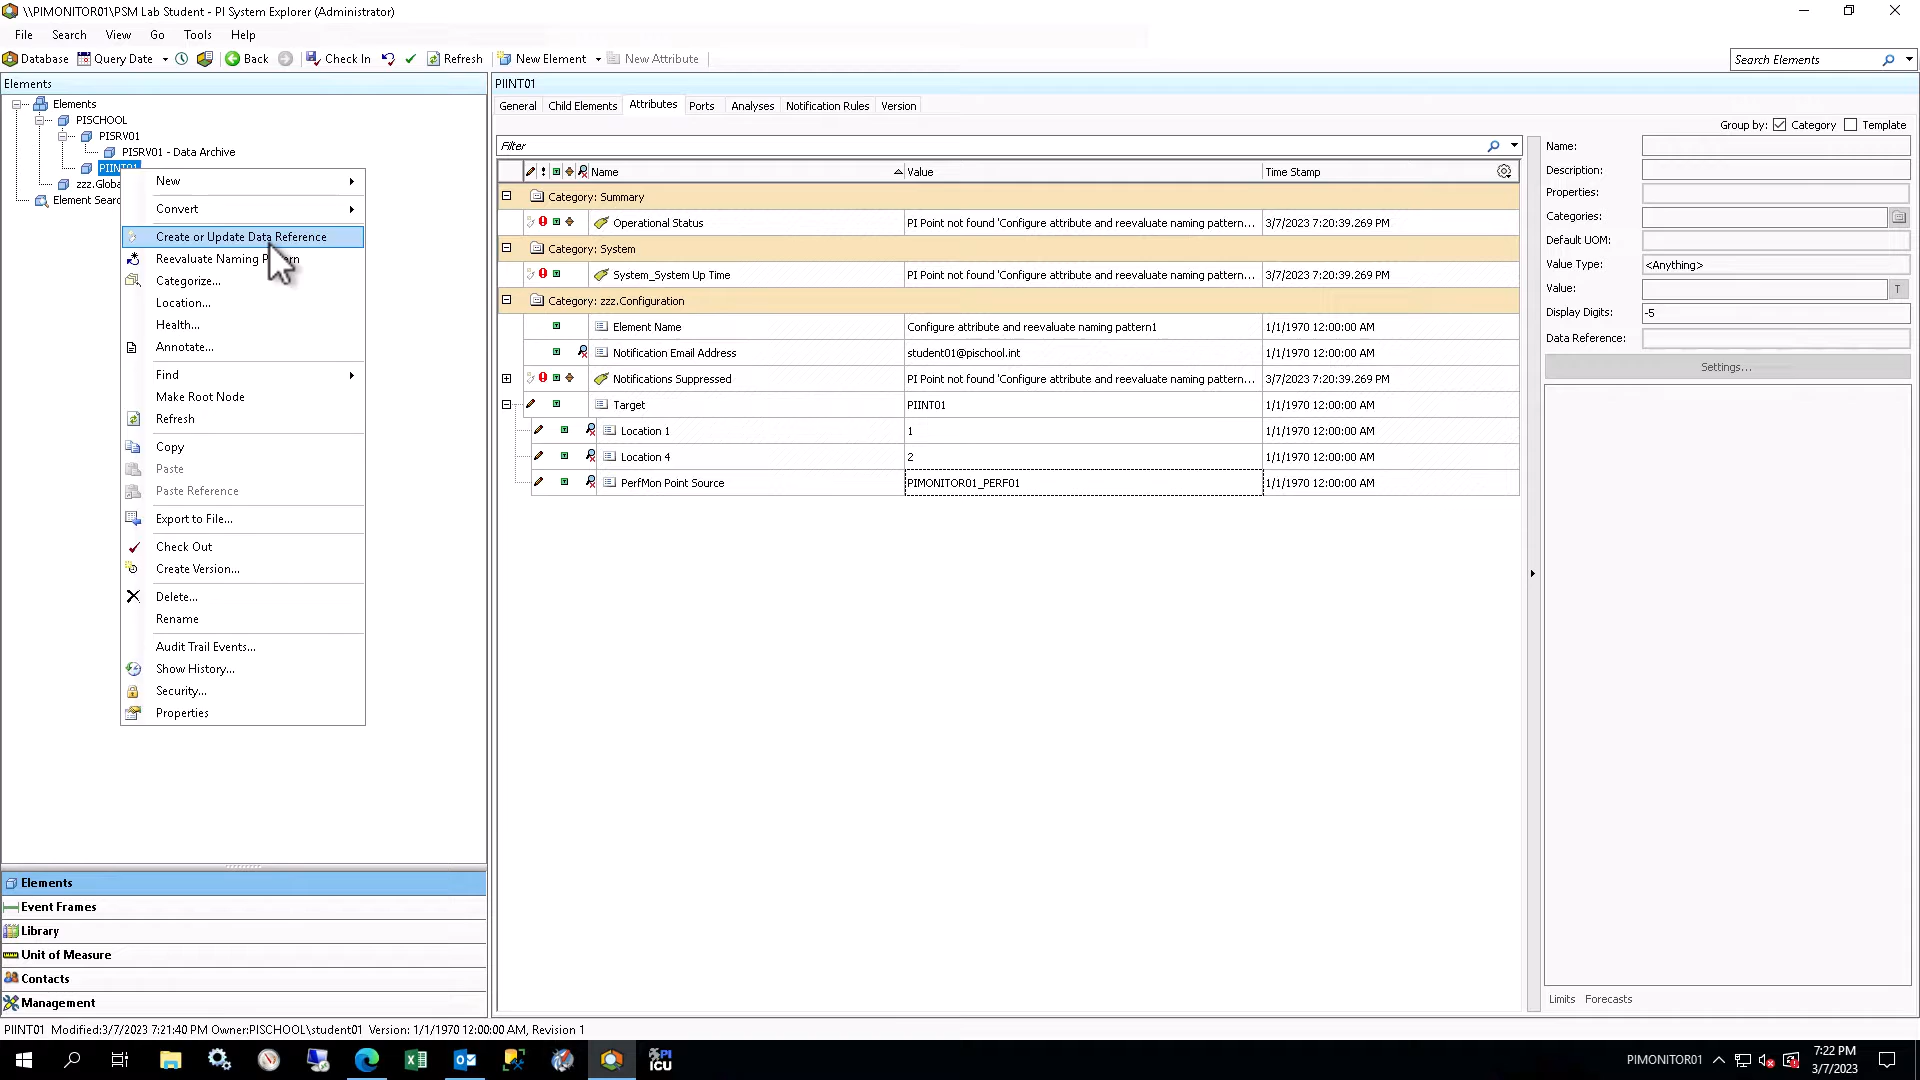 \\PIMONITOR01\PSM Lab Student - PI System Explorer (Administrator)
File Search View Go Tools Help
Database Query Date Back Check In Refresh New Element New Attribute
Search Elements
Elements
Elements
PISCHOOL
PISRV01
PISRV01 - Data Archive
PIINT01
zzz.Globa
Element Searc
New
Convert
Create or Update Data Reference
Reevaluate Naming P rn
Categorize...
Location...
Health...
Annotate...
Find
Make Root Node
Refresh
Copy
Paste
Paste Reference
Export to File...
Check Out
Create Version...
Delete...
Rename
Audit Trail Events...
Show History...
Security...
Properties
Elements
Event Frames
Library
Unit of Measure
Contacts
Management
PIINT01
General Child Elements Attributes Ports Analyses Notification Rules Version
Group by: Category Template
Filter
Name Value Time Stamp
Category: Summary
Operational Status PI Point not found 'Configure attribute and reevaluate naming pattern... 3/7/2023 7:20:39.269 PM
Category: System
System_System Up Time PI Point not found 'Configure attribute and reevaluate naming pattern... 3/7/2023 7:20:39.269 PM
Category: zzz.Configuration
Element Name Configure attribute and reevaluate naming pattern1 1/1/1970 12:00:00 AM
Notification Email Address student01@pischool.int 1/1/1970 12:00:00 AM
Notifications Suppressed PI Point not found 'Configure attribute and reevaluate naming pattern... 3/7/2023 7:20:39.269 PM
Target PIINT01 1/1/1970 12:00:00 AM
Location 1 1 1/1/1970 12:00:00 AM
Location 4 2 1/1/1970 12:00:00 AM
PerfMon Point Source PIMONITOR01_PERF01 1/1/1970 12:00:00 AM
Name:
Description:
Properties:
Categories:
Default UOM:
Value Type: <Anything>
Value: T
Display Digits: -5
Data Reference:
Settings...
Limits Forecasts
PIINT01 Modified:3/7/2023 7:21:40 PM Owner:PISCHOOL\student01 Version: 1/1/1970 12:00:00 AM, Revision 1
PI
ICU
PIMONITOR01
7:22 PM
3/7/2023